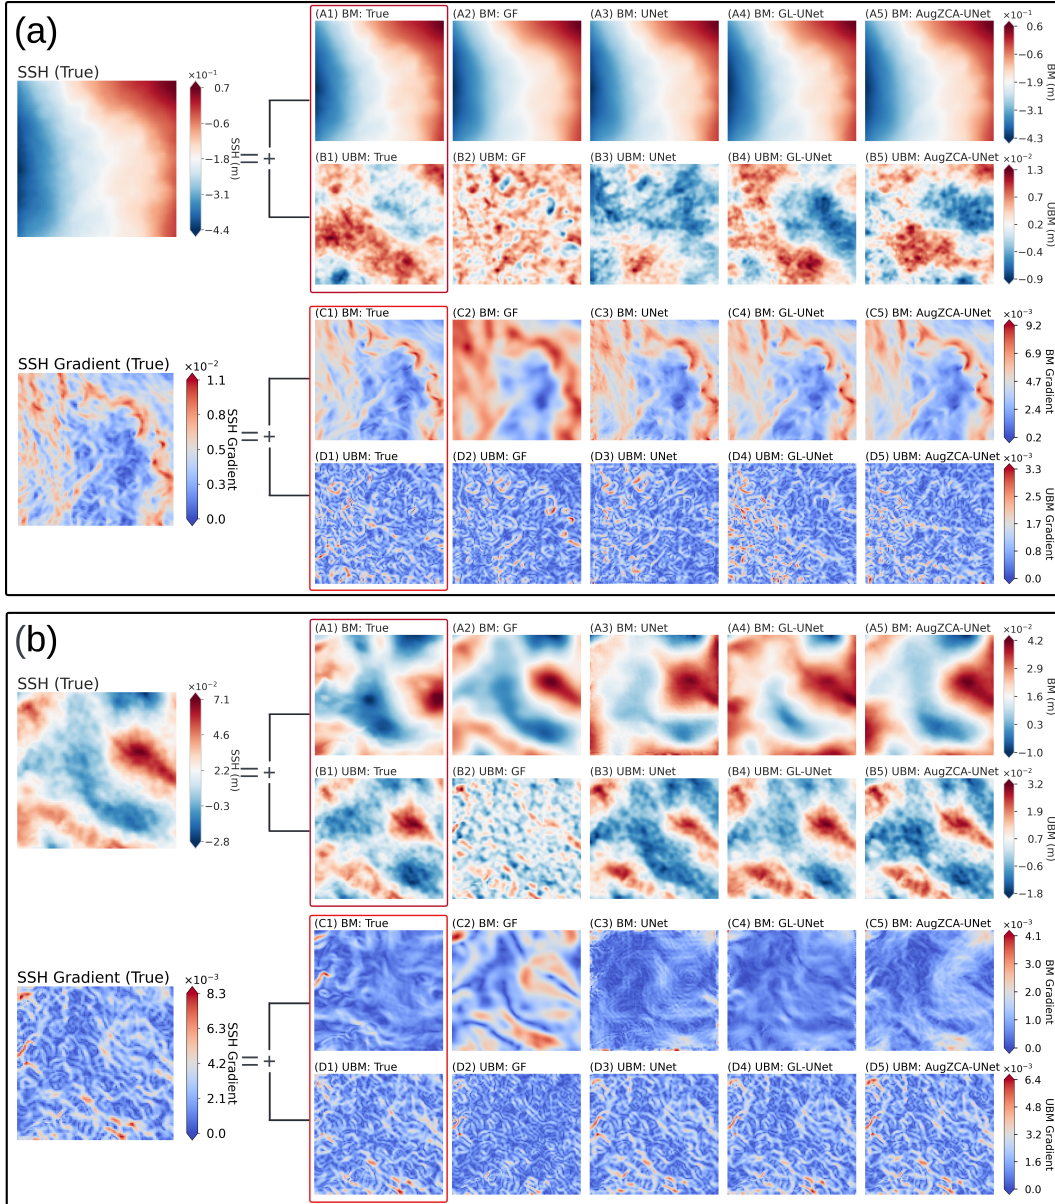 (a)
SSH (True)
×10⁻¹
0.7
−0.6
−1.8
−3.1
−4.4
SSH (m)
+
(A1) BM: True
(A2) BM: GF
(A3) BM: UNet
(A4) BM: GL-UNet
(A5) BM: AugZCA-UNet
×10⁻¹
0.6
−0.6
−1.9
−3.1
−4.3
BM (m)
(B1) UBM: True
(B2) UBM: GF
(B3) UBM: UNet
(B4) UBM: GL-UNet
(B5) UBM: AugZCA-UNet
×10⁻²
1.3
0.7
0.2
−0.4
−0.9
UBM (m)
SSH Gradient (True)
×10⁻²
1.1
0.8
0.5
0.3
0.0
SSH Gradient
+
(C1) BM: True
(C2) BM: GF
(C3) BM: UNet
(C4) BM: GL-UNet
(C5) BM: AugZCA-UNet
×10⁻³
9.2
6.9
4.7
2.4
0.2
BM Gradient
(D1) UBM: True
(D2) UBM: GF
(D3) UBM: UNet
(D4) UBM: GL-UNet
(D5) UBM: AugZCA-UNet
×10⁻³
3.3
2.5
1.7
0.8
0.0
UBM Gradient
(b)
SSH (True)
×10⁻²
7.1
4.6
2.2
−0.3
−2.8
SSH (m)
+
(A1) BM: True
(A2) BM: GF
(A3) BM: UNet
(A4) BM: GL-UNet
(A5) BM: AugZCA-UNet
×10⁻²
4.2
2.9
1.6
0.3
−1.0
BM (m)
(B1) UBM: True
(B2) UBM: GF
(B3) UBM: UNet
(B4) UBM: GL-UNet
(B5) UBM: AugZCA-UNet
×10⁻²
3.2
1.9
0.7
−0.6
−1.8
UBM (m)
SSH Gradient (True)
×10⁻³
8.3
6.3
4.2
2.1
0.0
SSH Gradient
+
(C1) BM: True
(C2) BM: GF
(C3) BM: UNet
(C4) BM: GL-UNet
(C5) BM: AugZCA-UNet
×10⁻³
4.1
3.0
2.0
1.0
0.0
BM Gradient
(D1) UBM: True
(D2) UBM: GF
(D3) UBM: UNet
(D4) UBM: GL-UNet
(D5) UBM: AugZCA-UNet
×10⁻³
6.4
4.8
3.2
1.6
0.0
UBM Gradient